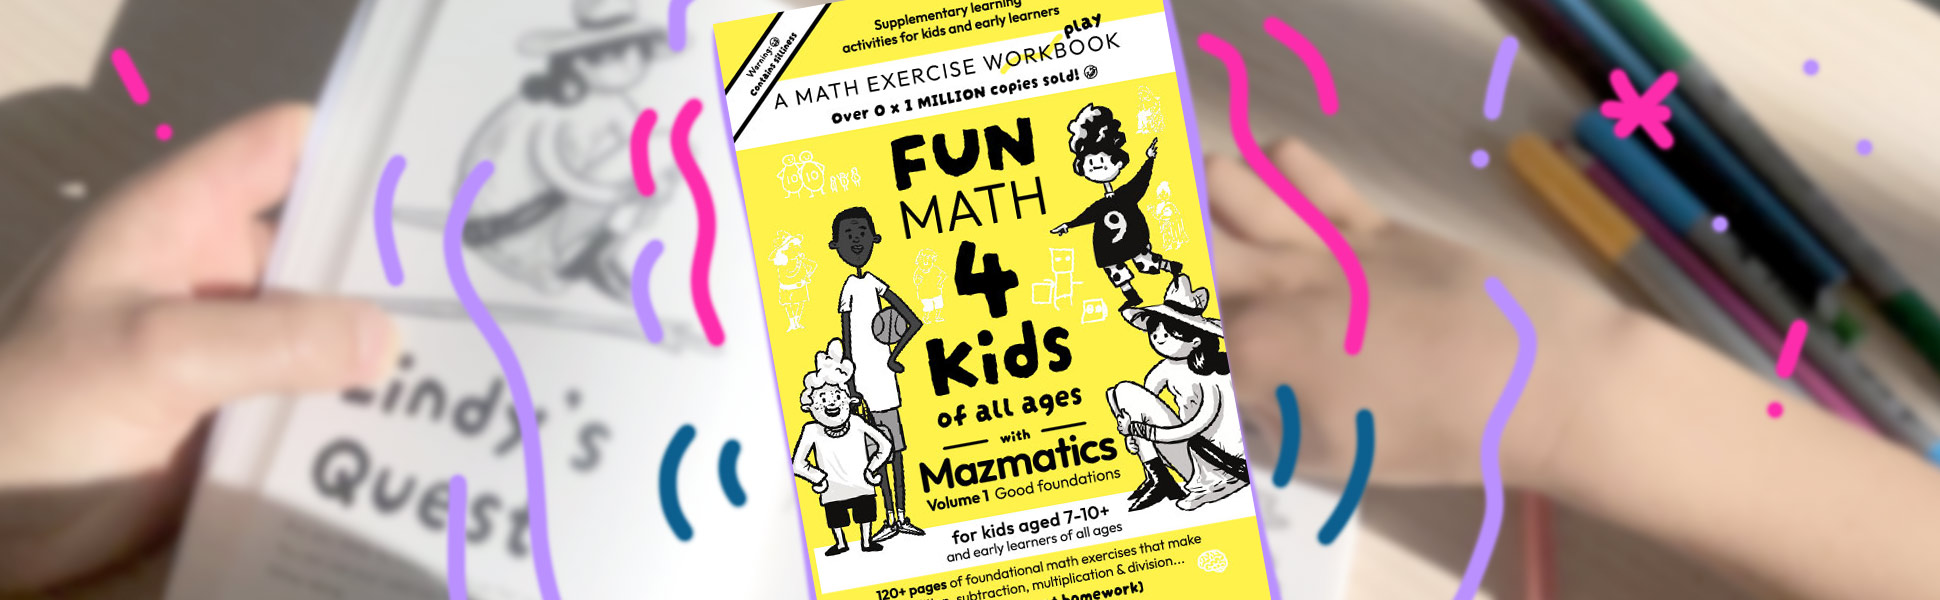 Lindy's
Quest
Warning:
Contains silliness
Supplementary learning
activities for kids and early learners
play
A MATH EXERCISE WORKBOOK
Over 0 x 1 MILLION copies sold!
10 10
9
FUN
MATH
4
kids
of all ages
with
Mazmatics
Volume 1 Good foundations
for kids aged 7-10+
and early learners of all ages
120+ pages of foundational math exercises that make
subtraction, multiplication & division...
homework)